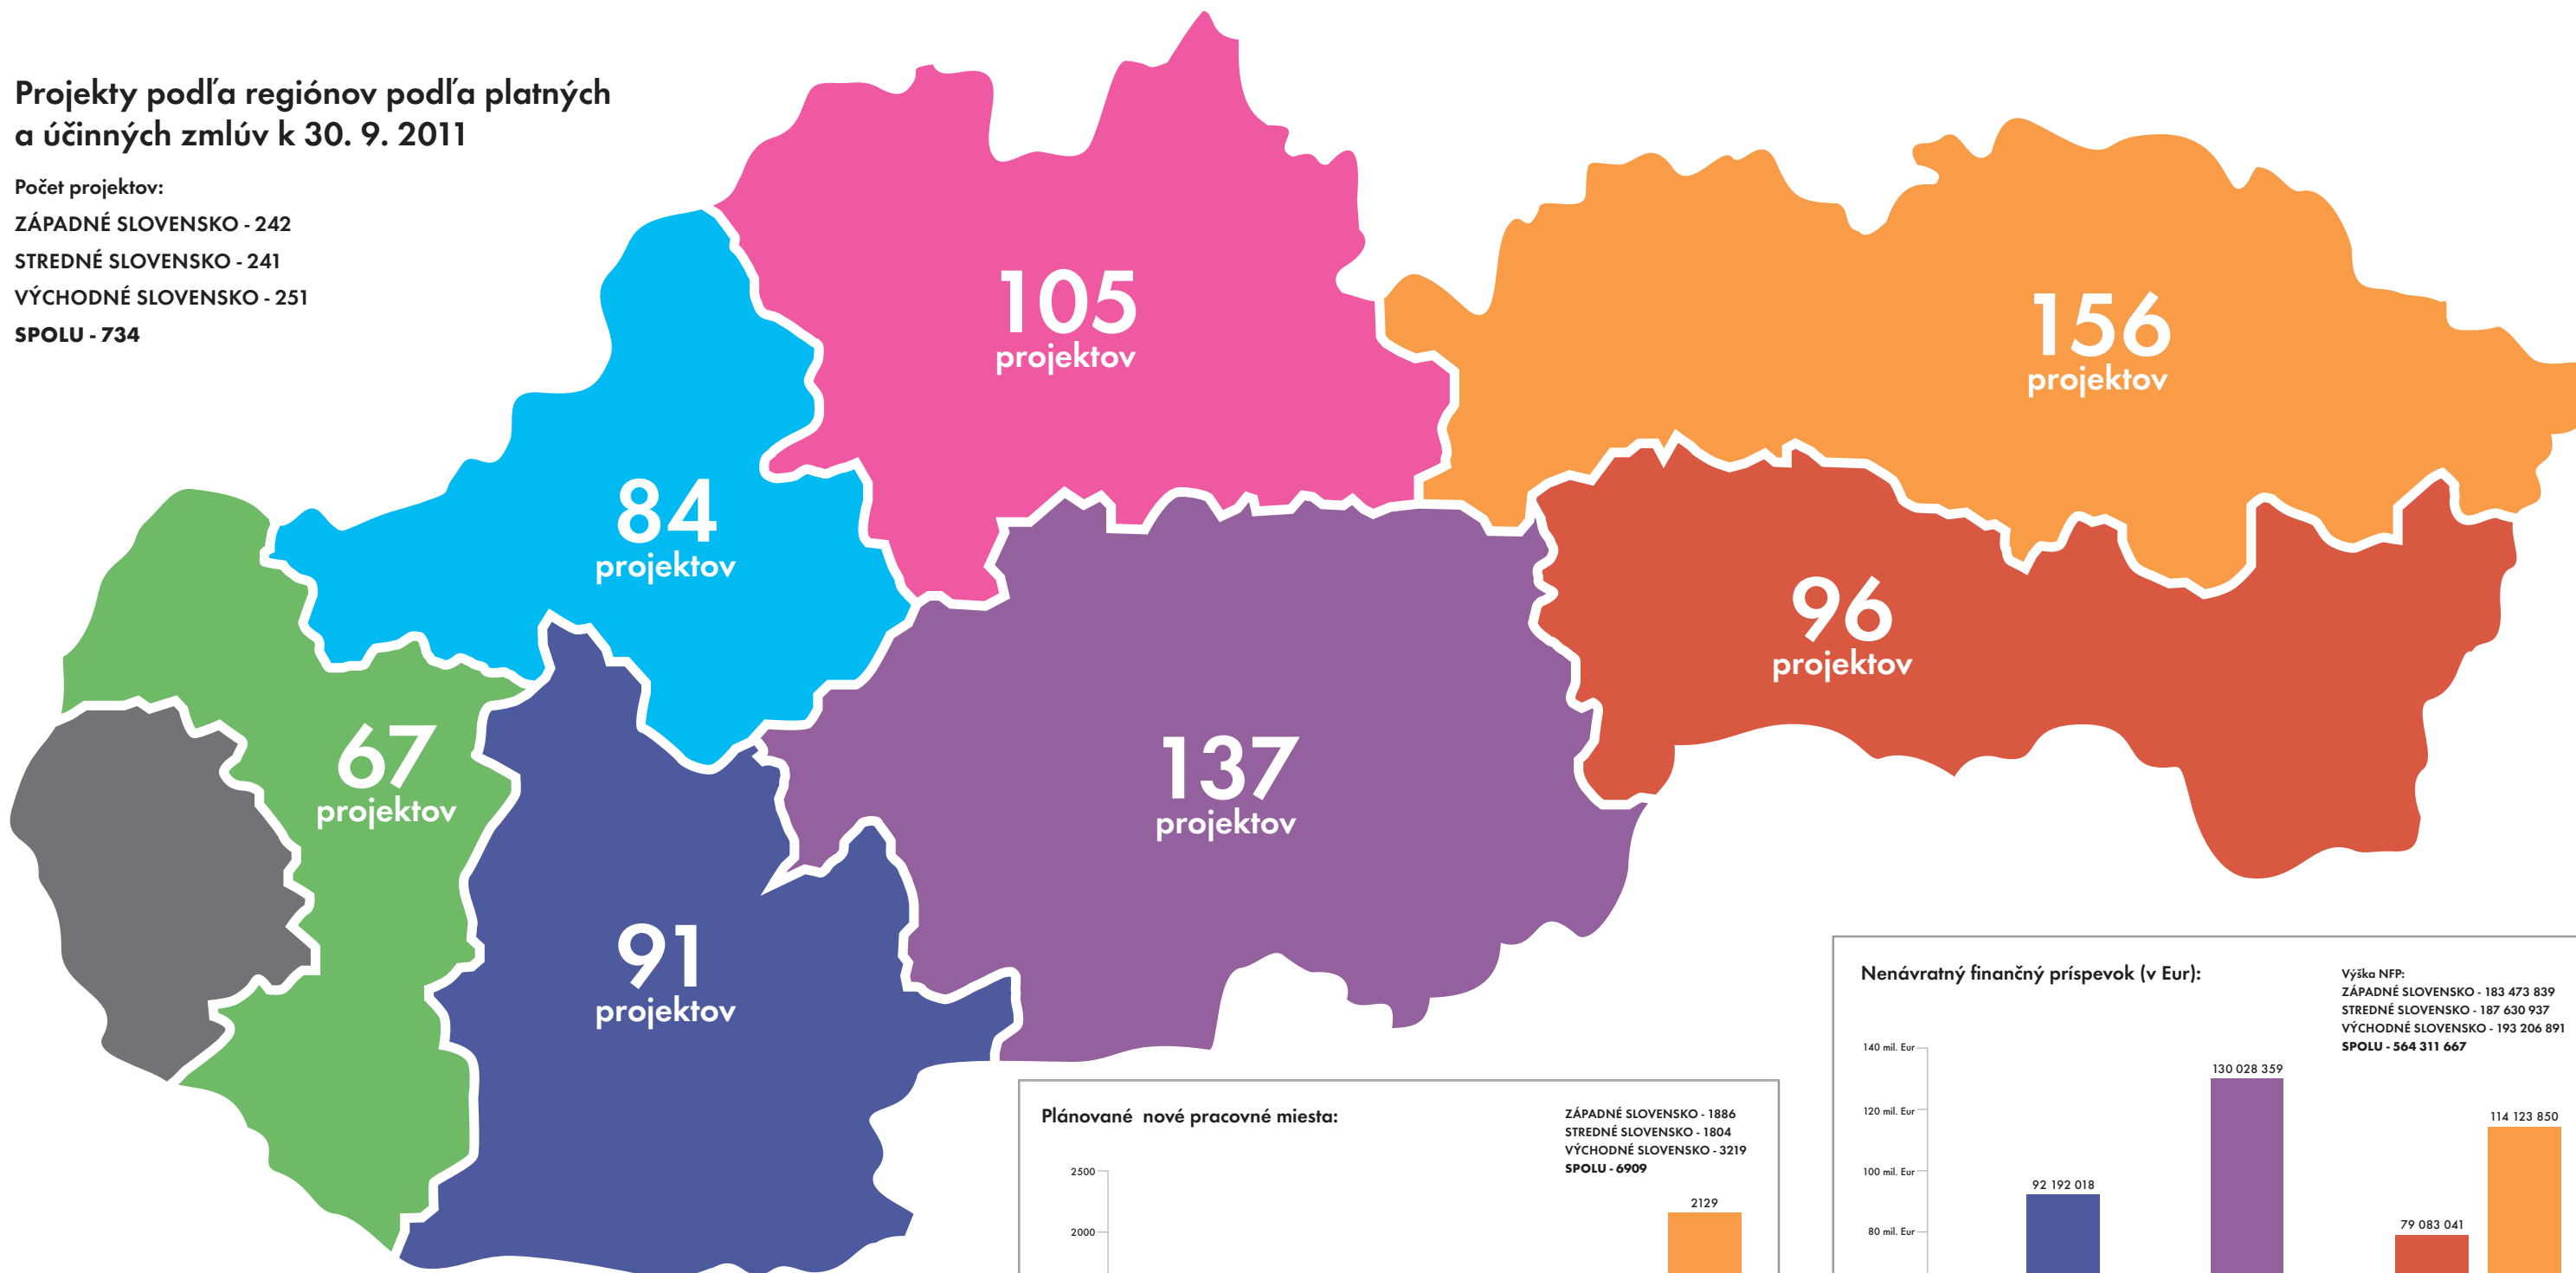 Projekty podľa regiónov podľa platných
a účinných zmlúv k 30. 9. 2011
Počet projektov:
ZÁPADNÉ SLOVENSKO - 242
STREDNÉ SLOVENSKO - 241
VÝCHODNÉ SLOVENSKO - 251
SPOLU - 734
105
projektov
156
projektov
84
projektov
96
projektov
67
projektov
137
projektov
91
projektov
Plánované  nové pracovné miesta:
ZÁPADNÉ SLOVENSKO - 1886
STREDNÉ SLOVENSKO - 1804
VÝCHODNÉ SLOVENSKO - 3219
SPOLU - 6909
2500
2129
2000
Nenávratný finančný príspevok (v Eur):
Výška NFP:
ZÁPADNÉ SLOVENSKO - 183 473 839
STREDNÉ SLOVENSKO - 187 630 937
VÝCHODNÉ SLOVENSKO - 193 206 891
SPOLU - 564 311 667
140 mil. Eur
130 028 359
120 mil. Eur
114 123 850
100 mil. Eur
92 192 018
80 mil. Eur
79 083 041